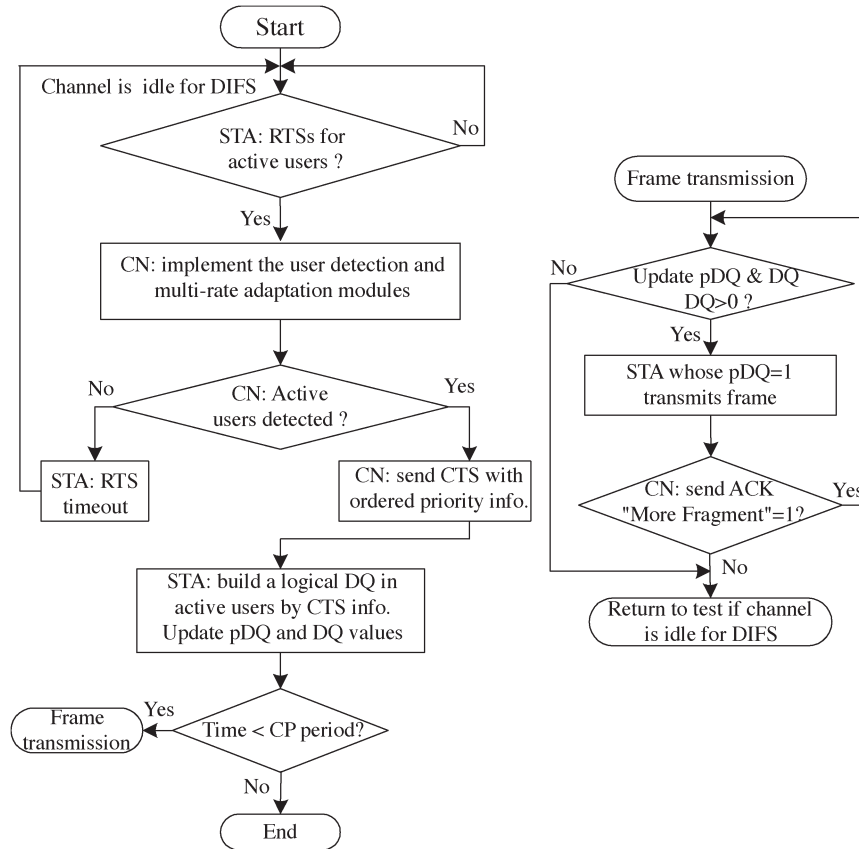 Start
Channel is idle for DIFS
STA: RTSs for
active users ?
No
Yes
CN: implement the user detection and
multi-rate adaptation modules
No
CN: Active
users detected ?
Yes
STA: RTS
timeout
CN: send CTS with
ordered priority info.
STA: build a logical DQ in
active users by CTS info.
Update pDQ and DQ values
Frame
transmission
Yes
Time < CP period?
No
End
Frame transmission
No
Update pDQ & DQ
DQ>0 ?
Yes
STA whose pDQ=1
transmits frame
CN: send ACK
"More Fragment"=1?
Yes
No
Return to test if channel
is idle for DIFS